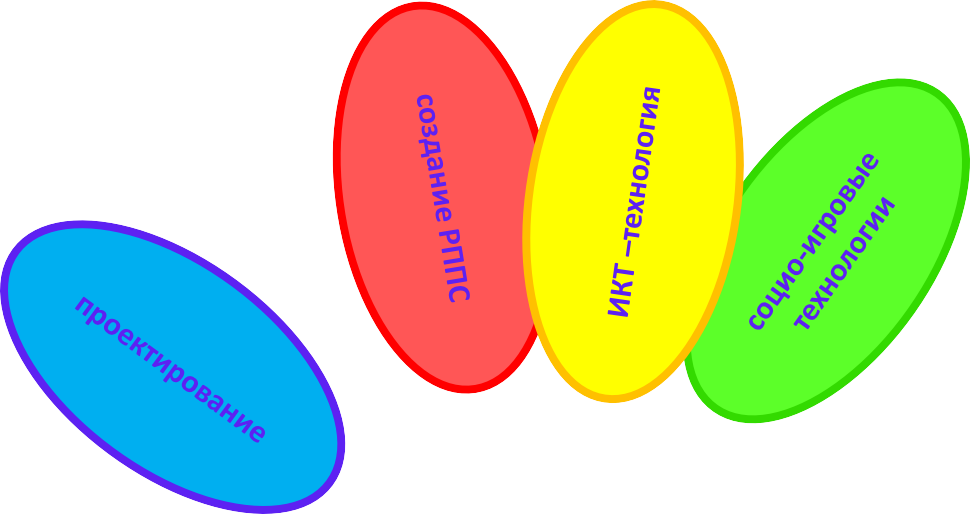 проектирование
создание РППС
ИКТ –технология
социо-игровые
технологии